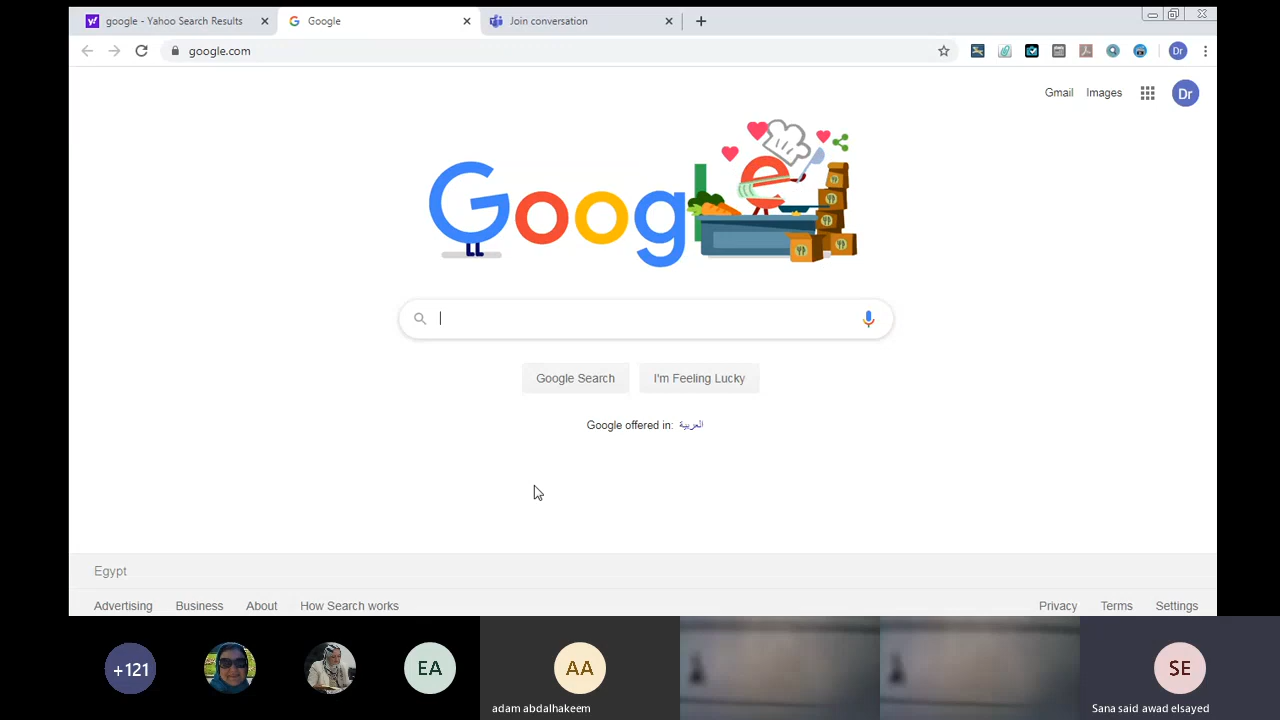 google - Yahoo Search Results
Google
Join conversation
google.com
Dr
Gmail Images
Dr
Google
Google Search
I'm Feeling Lucky
Google offered in: العربية
Egypt
Advertising Business About How Search works
Privacy Terms Settings
+121
EA
AA
SE
adam abdalhakeem
Sana said awad elsayed